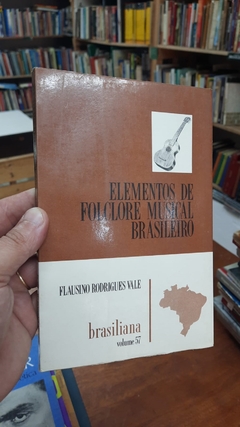 ELEMENTOS DE
FOLCLORE MUSICAL
BRASILEIRO
FLAUSINO RODRIGUES VALE
brasiliana
volume 57